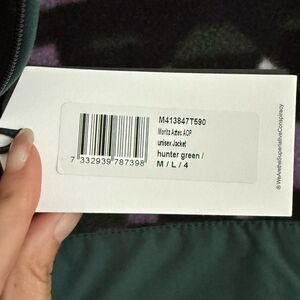 M413847T590
Moritz Aztec AOP
unisex Jacket
hunter green /
M / L / 4
7 332939 787398
®WeAretheSuperlativeConspiracy